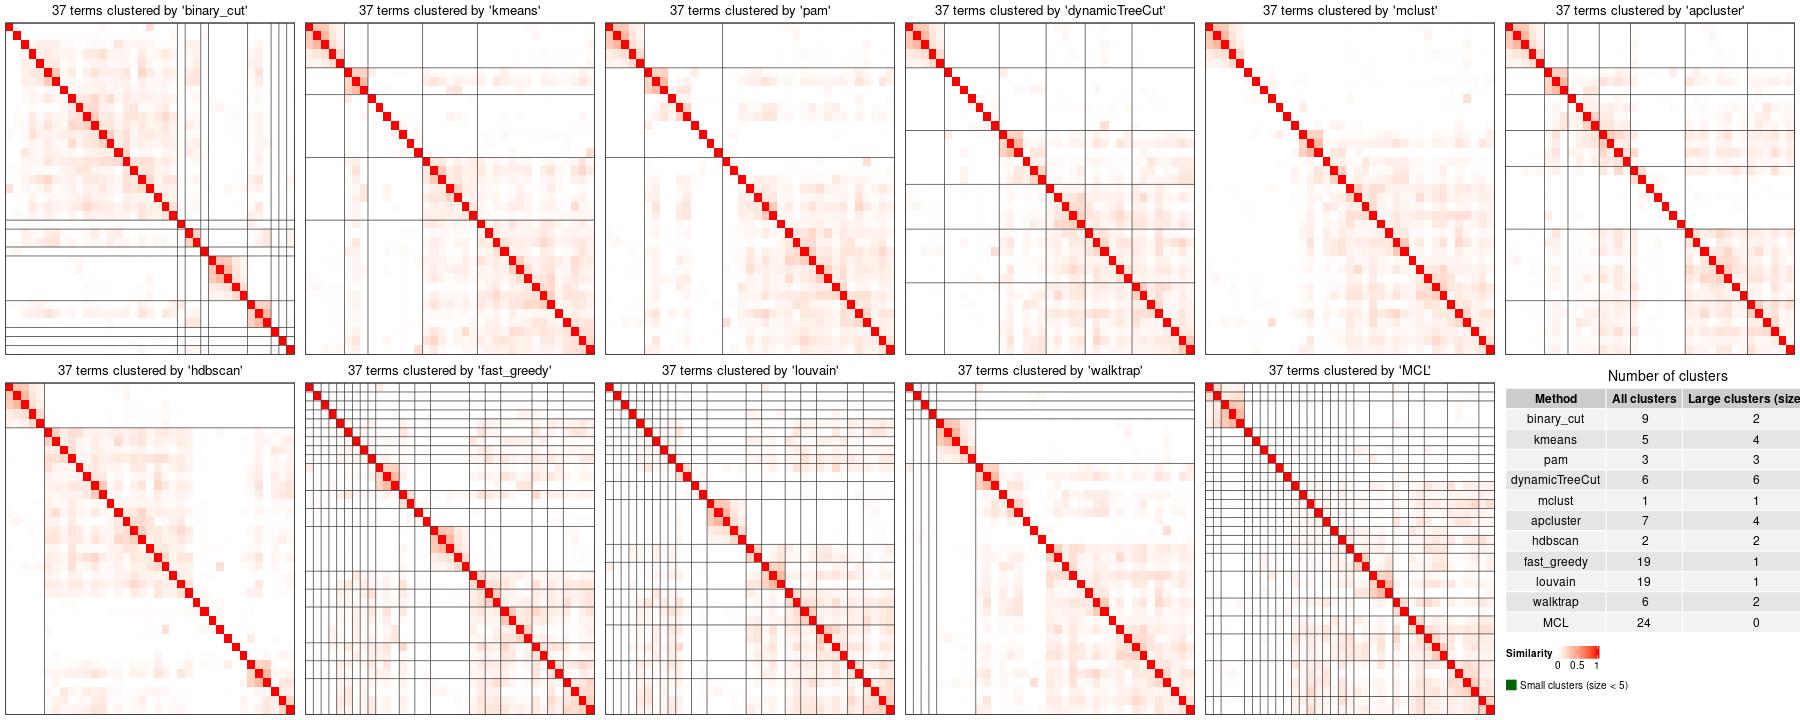 37 terms clustered by 'binary_cut'
37 terms clustered by 'kmeans'
37 terms clustered by 'pam'
37 terms clustered by 'dynamicTreeCut'
37 terms clustered by 'mclust'
37 terms clustered by 'apcluster'
37 terms clustered by 'hdbscan'
37 terms clustered by 'fast_greedy'
37 terms clustered by 'louvain'
37 terms clustered by 'walktrap'
37 terms clustered by 'MCL'
Number of clusters
Method All clusters Large clusters (size
binary_cut 9 2
kmeans 5 4
pam 3 3
dynamicTreeCut 6 6
mclust 1 1
apcluster 7 4
hdbscan 2 2
fast_greedy 19 1
louvain 19 1
walktrap 6 2
MCL 24 0
Similarity
0 0.5 1
Small clusters (size < 5)